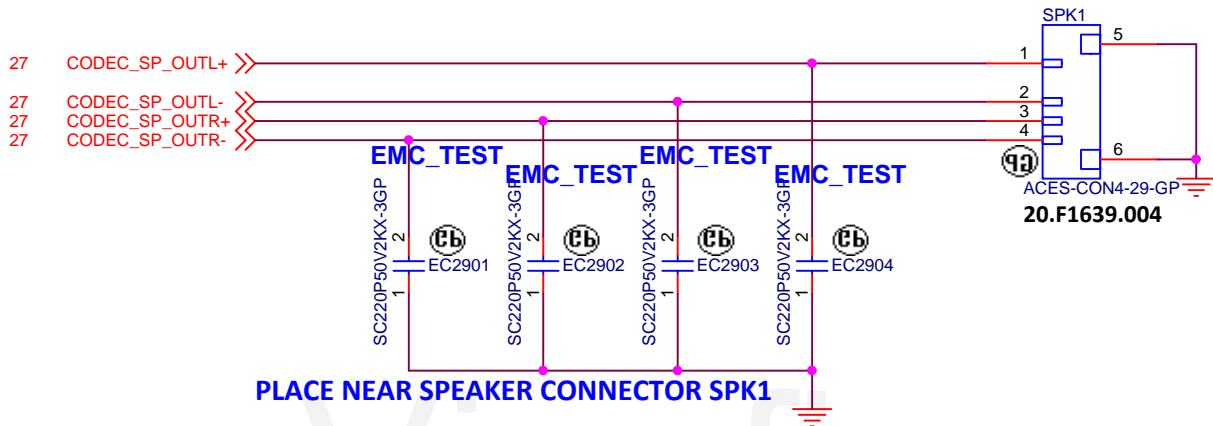 SPK1
5
27 CODEC_SP_OUTL+ 1
27 CODEC_SP_OUTL- 2
27 CODEC_SP_OUTR+ 3
27 CODEC_SP_OUTR- 4
6
EMC_TEST EMC_TEST
EMC_TEST EMC_TEST
ACES-CON4-29-GP
20.F1639.004
SC220P50V2KX-3GP SC220P50V2KX-3GP SC220P50V2KX-3GP SC220P50V2KX-3GP
2 2 2 2
EC2901 EC2902 EC2903 EC2904
1 1 1 1
PLACE NEAR SPEAKER CONNECTOR SPK1